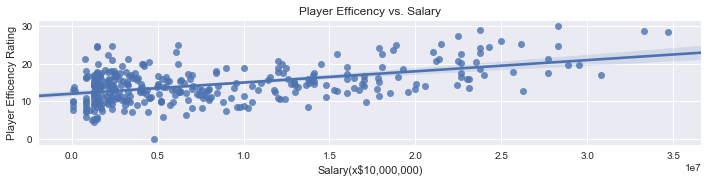 Player Efficency vs. Salary
30
20
10
0
Player Efficency Rating
0.0 0.5 1.0 1.5 2.0 2.5 3.0 3.5
1e7
Salary(x$10,000,000)